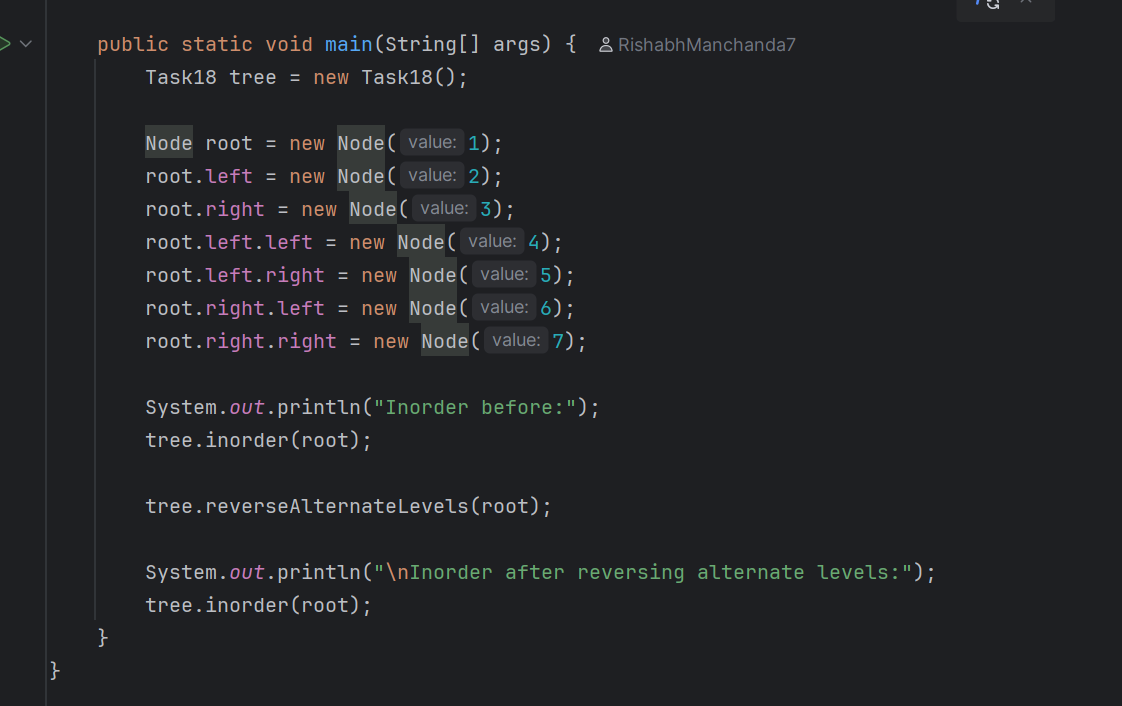 public static void main(String[] args) { RishabhManchanda7
Task18 tree = new Task18();
Node root = new Node( value: 1);
root.left = new Node( value: 2);
root.right = new Node( value: 3);
root.left.left = new Node( value: 4);
root.left.right = new Node( value: 5);
root.right.left = new Node( value: 6);
root.right.right = new Node( value: 7);
System.out.println("Inorder before:");
tree.inorder(root);
tree.reverseAlternateLevels(root);
System.out.println("\nInorder after reversing alternate levels:");
tree.inorder(root);
}
}